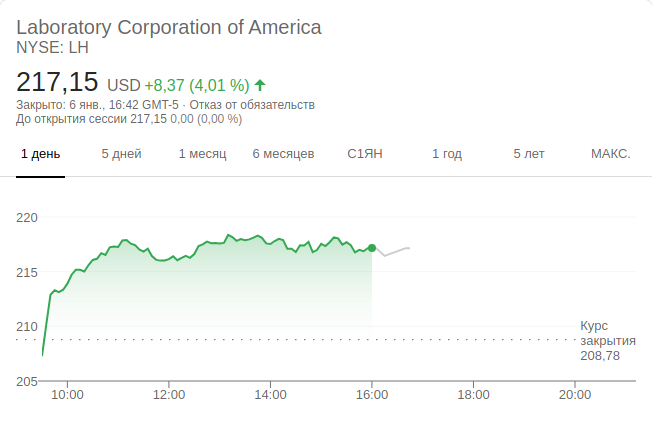 Laboratory Corporation of America
NYSE: LH
217,15 USD +8,37 (4,01 %)
Закрыто: 6 янв., 16:42 GMT-5 · Отказ от обязательств
До открытия сессии 217,15 0,00 (0,00 %)
1 день 5 дней 1 месяц 6 месяцев С1ЯН 1 год 5 лет МАКС.
220
215
210
Курс
закрытия
208,78
205
10:00 12:00 14:00 16:00 18:00 20:00